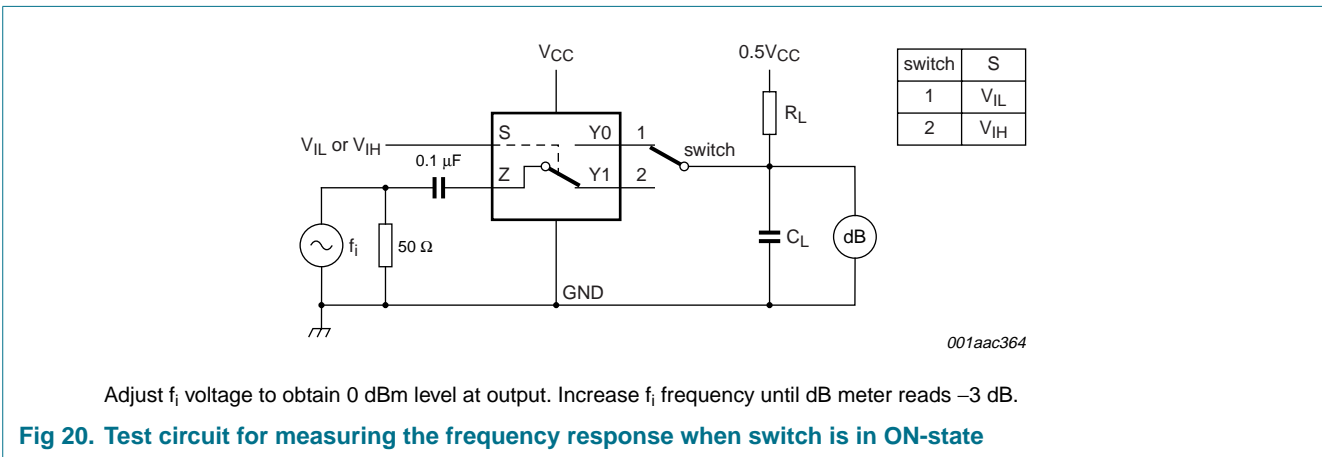 VCC
0.5VCC
switch S
1 VIL
2 VIH
RL
S
Y0
1
switch
VIL or VIH
0.1 μF
Z
Y1
2
fi
50 Ω
CL
dB
GND
001aac364
Adjust fi voltage to obtain 0 dBm level at output. Increase fi frequency until dB meter reads −3 dB.
Fig 20. Test circuit for measuring the frequency response when switch is in ON-state